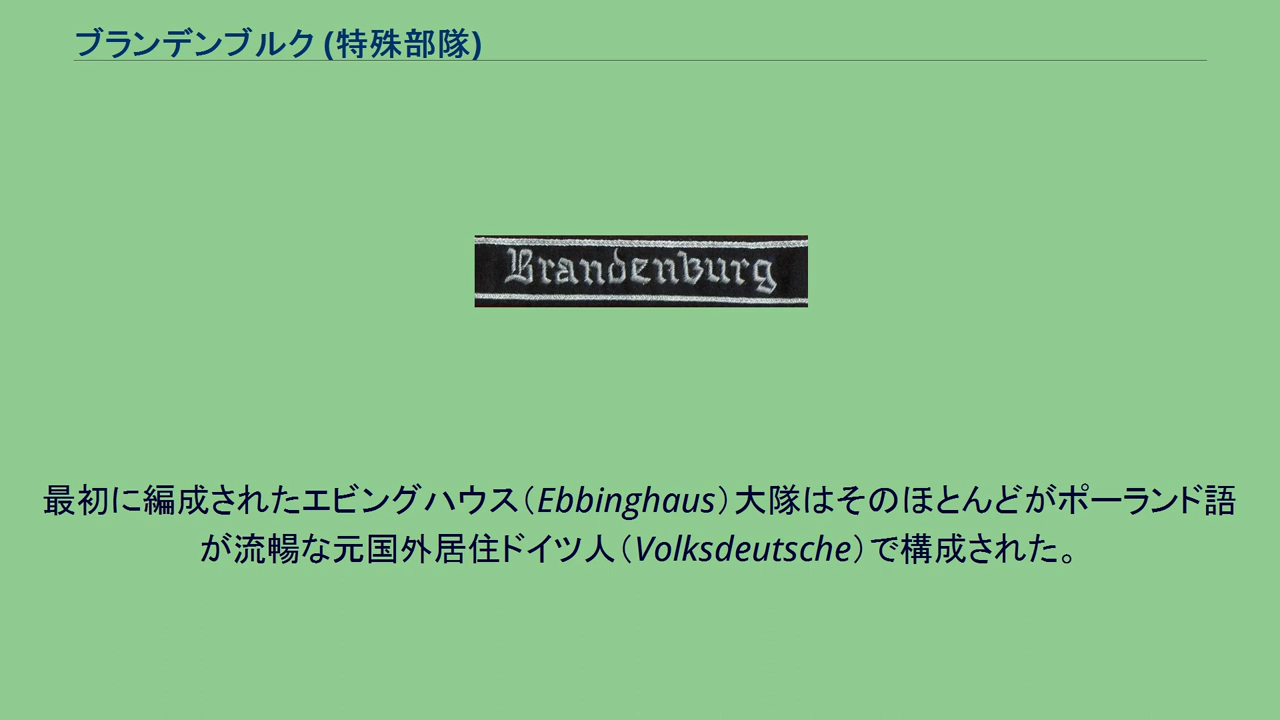 ブランデンブルク (特殊部隊)
Brandenburg
最初に編成されたエビングハウス（Ebbinghaus）大隊はそのほとんどがポーランド語
が流暢な元国外居住ドイツ人（Volksdeutsche）で構成された。